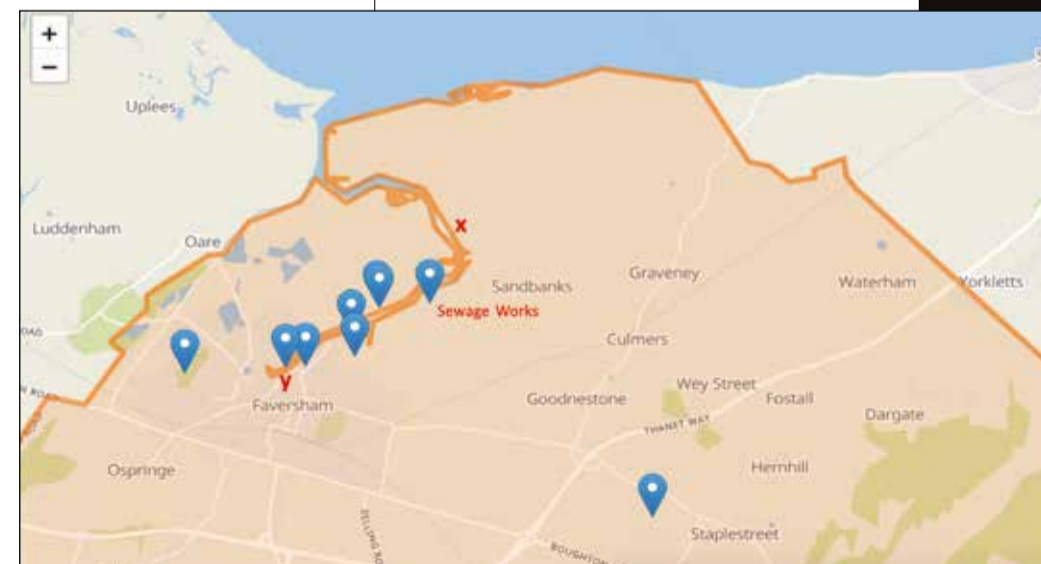 +
−
Uplees
Luddenham
Oare
x
Sandbanks
Graveney
Waterham
Yorkletts
Sewage Works
Culmers
y
Faversham
Goodnestone
Wey Street
Fostall
Dargate
THANET WAY
Ospringe
Hernhill
Staplestreet